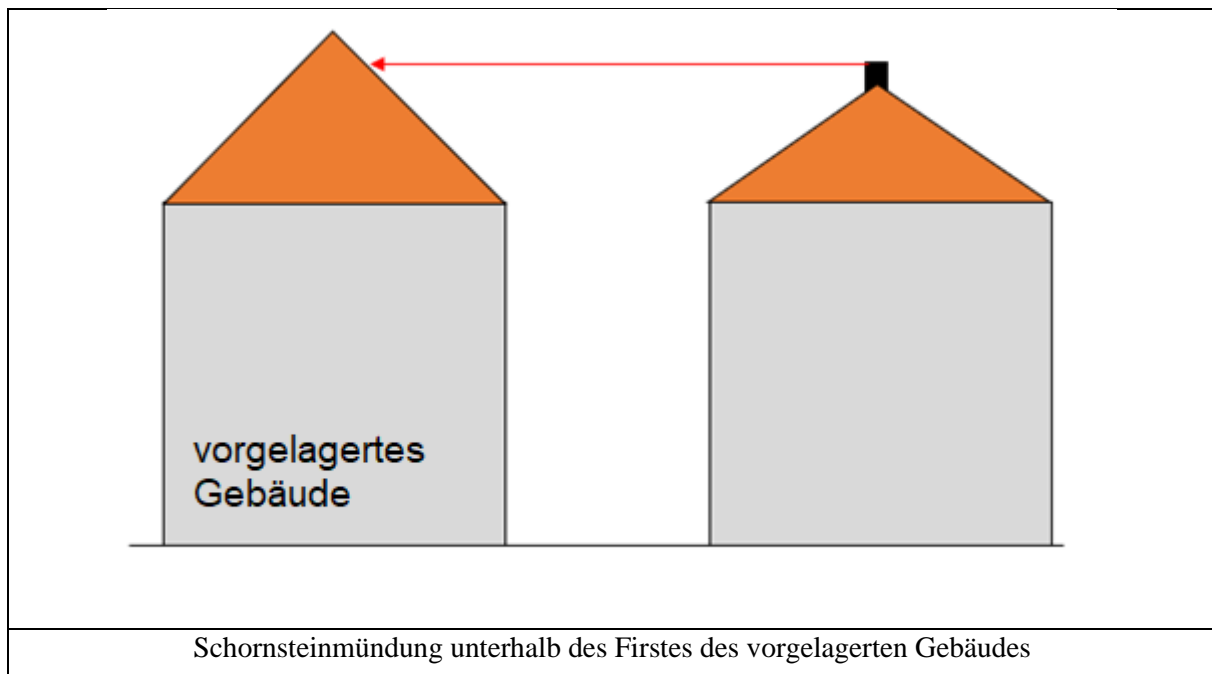 vorgelagertes
Gebäude
Schornsteinmündung unterhalb des Firstes des vorgelagerten Gebäudes